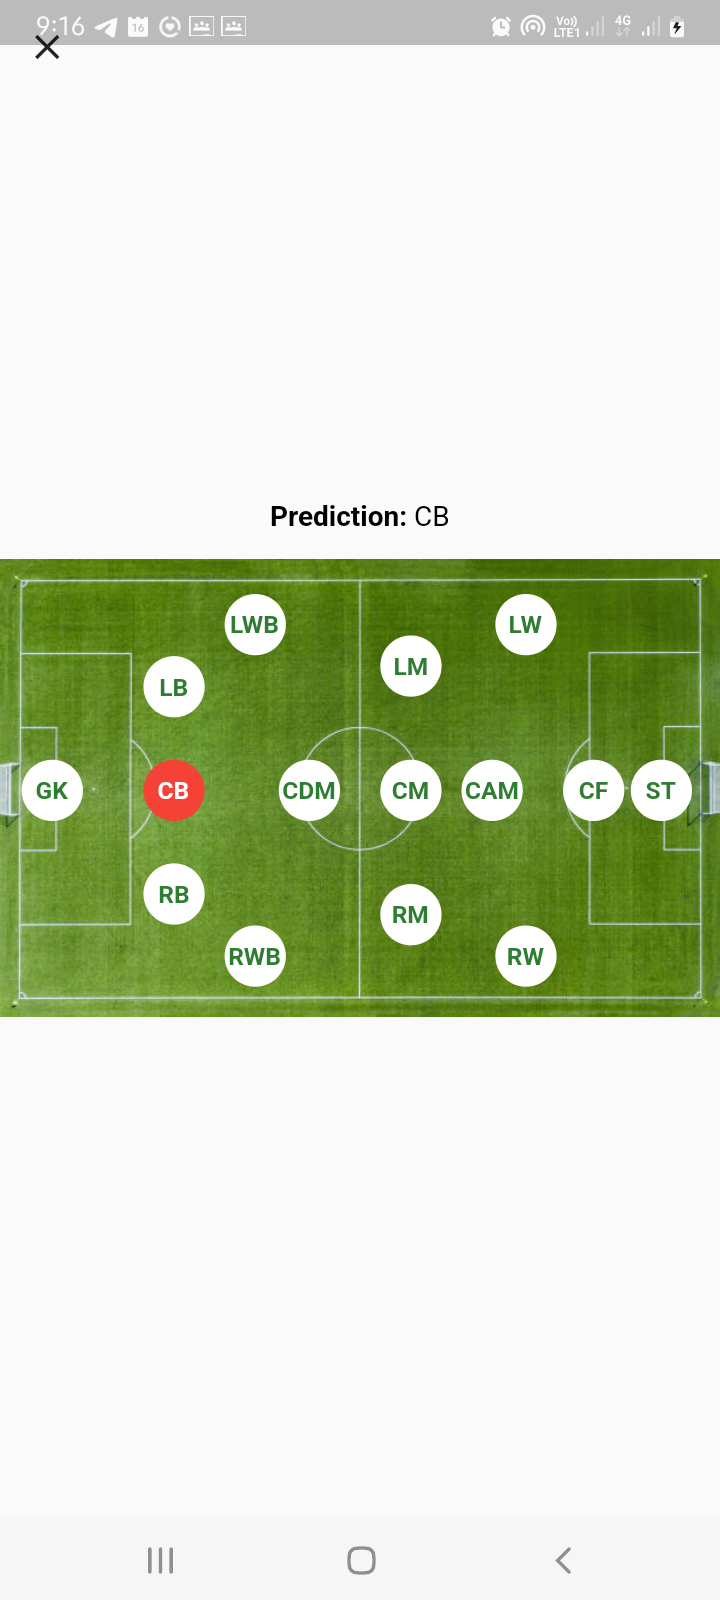 9:16
16
Vo))
LTE1
4G
Prediction: CB
LWB
LW
LM
LB
GK
CB
CDM
CM
CAM
CF
ST
RB
RM
RWB
RW